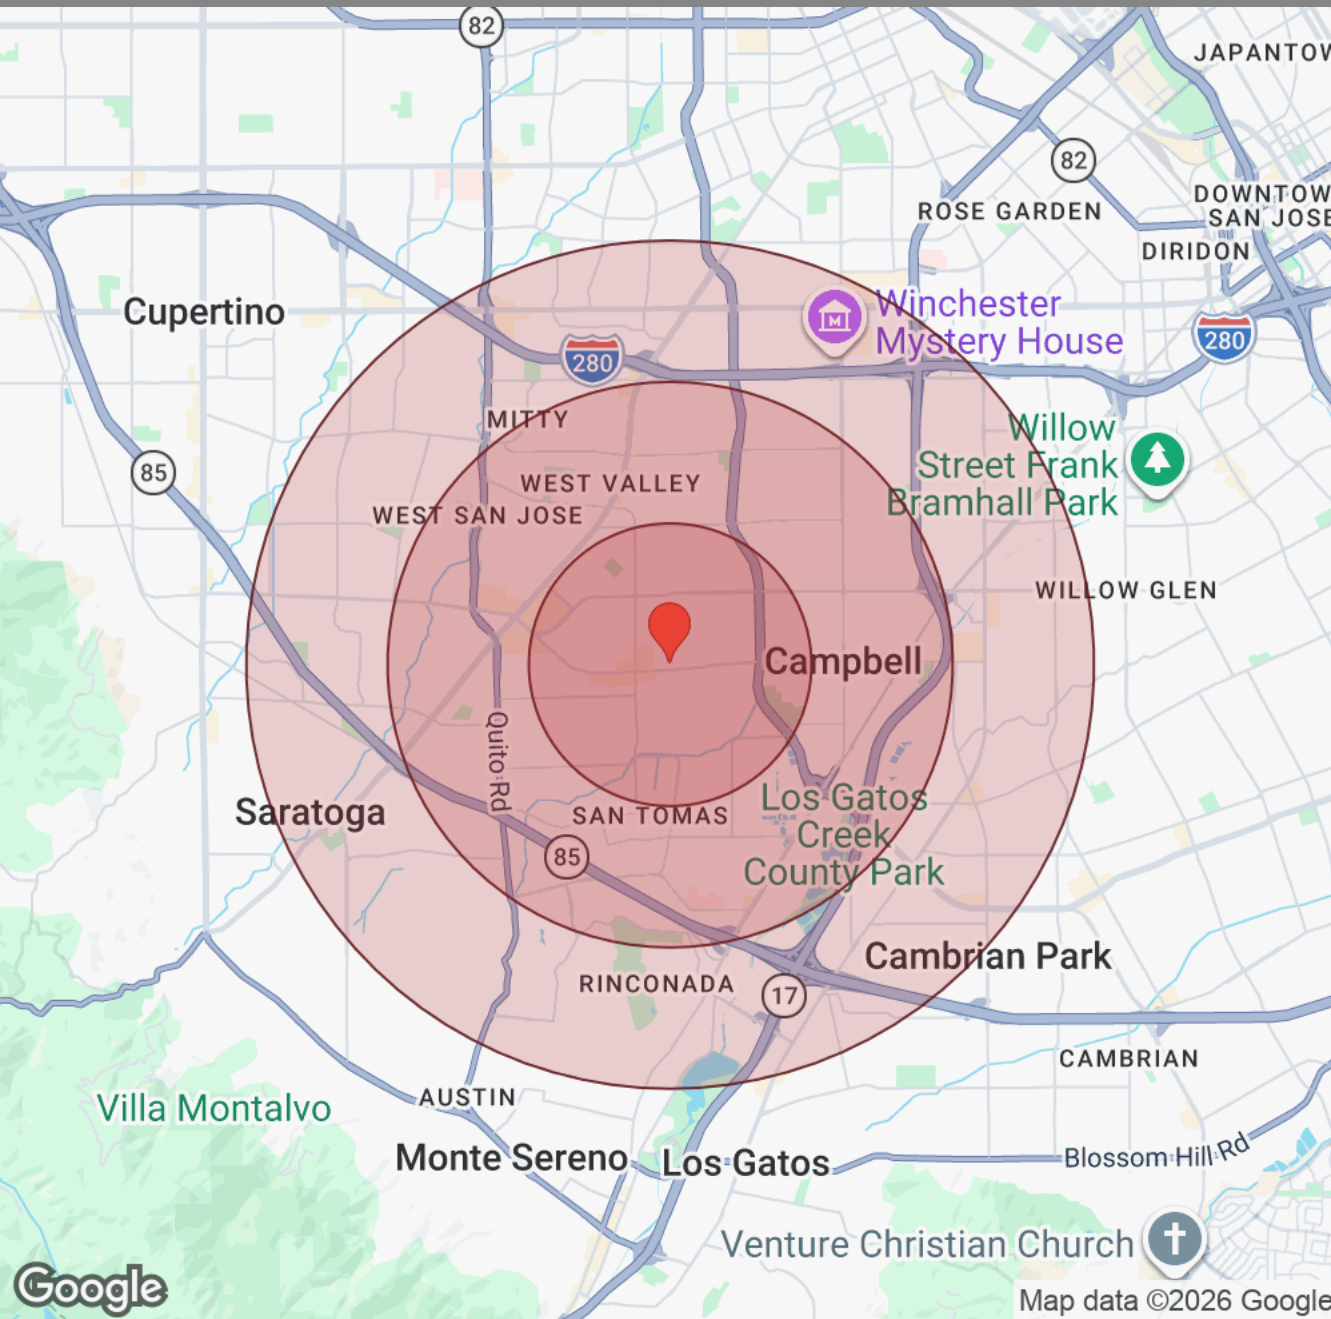 82
JAPANTOW
82
DOWNTOW
SAN JOSE
ROSE GARDEN
DIRIDON
Cupertino
Winchester
Mystery House
280
280
MITTY
Willow
Street Frank
Bramhall Park
85
WEST VALLEY
WEST SAN JOSE
WILLOW GLEN
Campbell
Quito Rd
Saratoga
SAN TOMAS
Los Gatos
Creek
County Park
85
Cambrian Park
RINCONADA
17
CAMBRIAN
AUSTIN
Villa Montalvo
Monte Sereno
Los Gatos
Blossom Hill Rd
Venture Christian Church
Google
Map data ©2026 Google